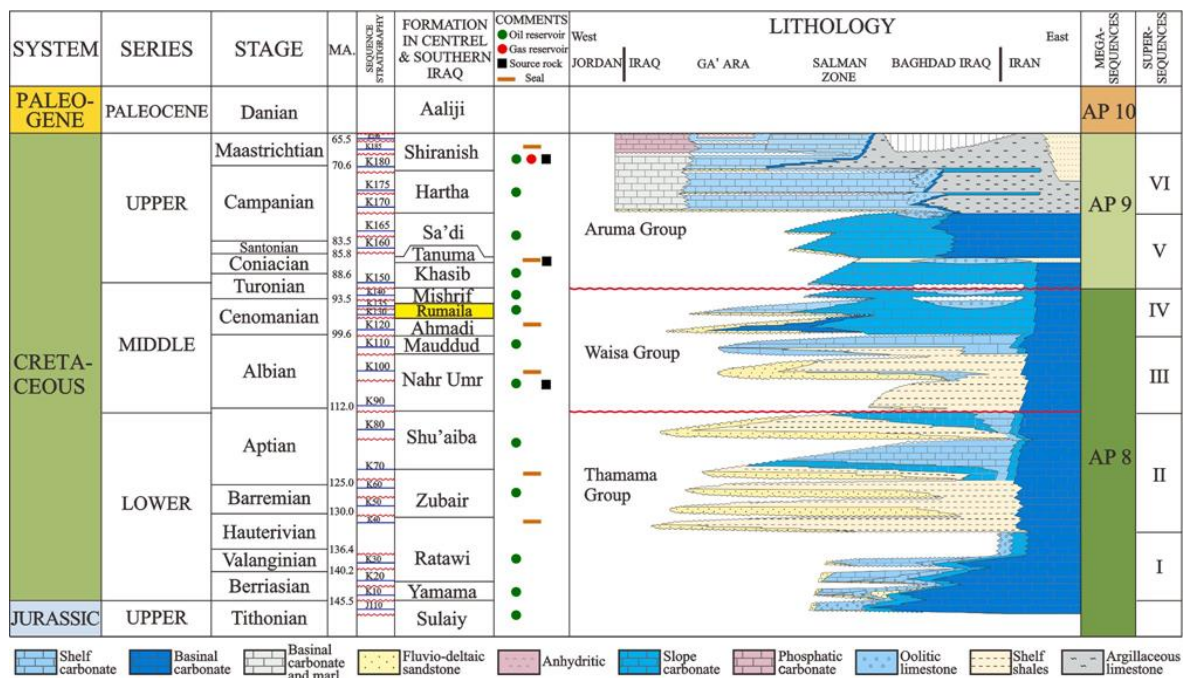 SYSTEM
SERIES
STAGE
MA.
SEQUENCE
STRATIGRAPHY
FORMATION
IN CENTREL
& SOUTHERN
IRAQ
COMMENTS
Oil reservoir
Gas reservoir
Source rock
Seal
LITHOLOGY
West
East
JORDAN
IRAQ
GA' ARA
SALMAN
ZONE
BAGHDAD IRAQ
IRAN
MEGA-
SEQUENCES
SUPER-
SEQUENCES
PALEO-
GENE
PALEOCENE
Danian
Aaliji
AP 10
CRETA-
CEOUS
UPPER
MIDDLE
LOWER
JURASSIC
UPPER
Maastrichtian
Campanian
Santonian
Coniacian
Turonian
Cenomanian
Albian
Aptian
Barremian
Hauterivian
Valanginian
Berriasian
Tithonian
65.5
70.6
83.5
85.8
88.6
93.5
99.6
112.0
125.0
130.0
136.4
140.2
145.5
K185
K180
K175
K170
K165
K160
K150
K140
K135
K130
K120
K110
K100
K90
K80
K70
K60
K50
K40
K30
K20
K10
J110
Shiranish
Hartha
Sa'di
Tanuma
Khasib
Mishrif
Rumaila
Ahmadi
Mauddud
Nahr Umr
Shu'aiba
Zubair
Ratawi
Yamama
Sulaiy
Aruma Group
Waisa Group
Thamama
Group
AP 9
AP 8
VI
V
IV
III
II
I
Shelf
carbonate
Basinal
carbonate
Basinal
carbonate
and marl
Fluvio-deltaic
sandstone
Anhydritic
Slope
carbonate
Phosphatic
carbonate
Oolitic
limestone
Shelf
shales
Argillaceous
limestone